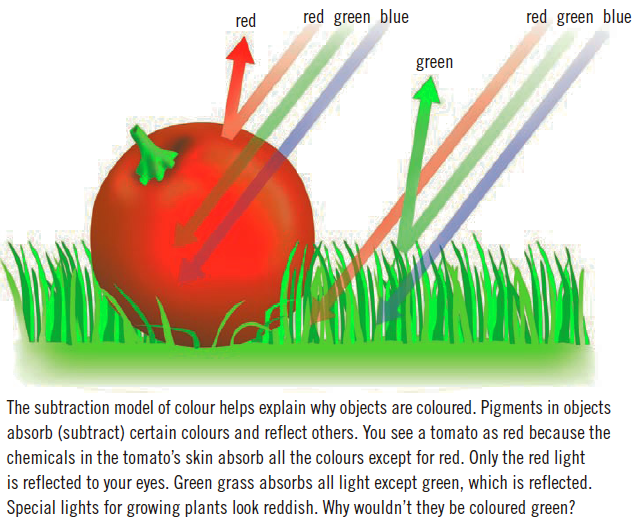 red
red green blue
red green blue
green
The subtraction model of colour helps explain why objects are coloured. Pigments in objects
absorb (subtract) certain colours and reflect others. You see a tomato as red because the
chemicals in the tomato's skin absorb all the colours except for red. Only the red light
is reflected to your eyes. Green grass absorbs all light except green, which is reflected.
Special lights for growing plants look reddish. Why wouldn't they be coloured green?